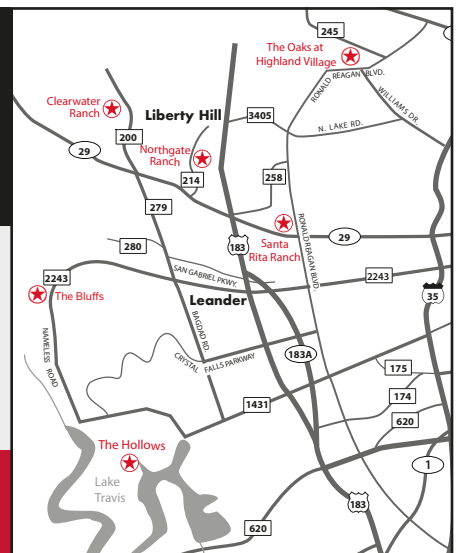 245
The Oaks at
Highland Village
RONALD REAGAN BLVD.
WILLIAMS DR.
Clearwater
Ranch
Liberty Hill
3405
N. LAKE RD.
200
29
Northgate
Ranch
214
258
279
RONALD REAGAN BLVD.
Santa
Rita Ranch
29
183
280
SAN GABRIEL PKWY.
2243
2243
The Bluffs
Leander
35
NAMELESS ROAD
BAGDAD RD.
CRYSTAL FALLS PARKWAY
183A
175
174
1431
620
The Hollows
1
Lake
Travis
183
620